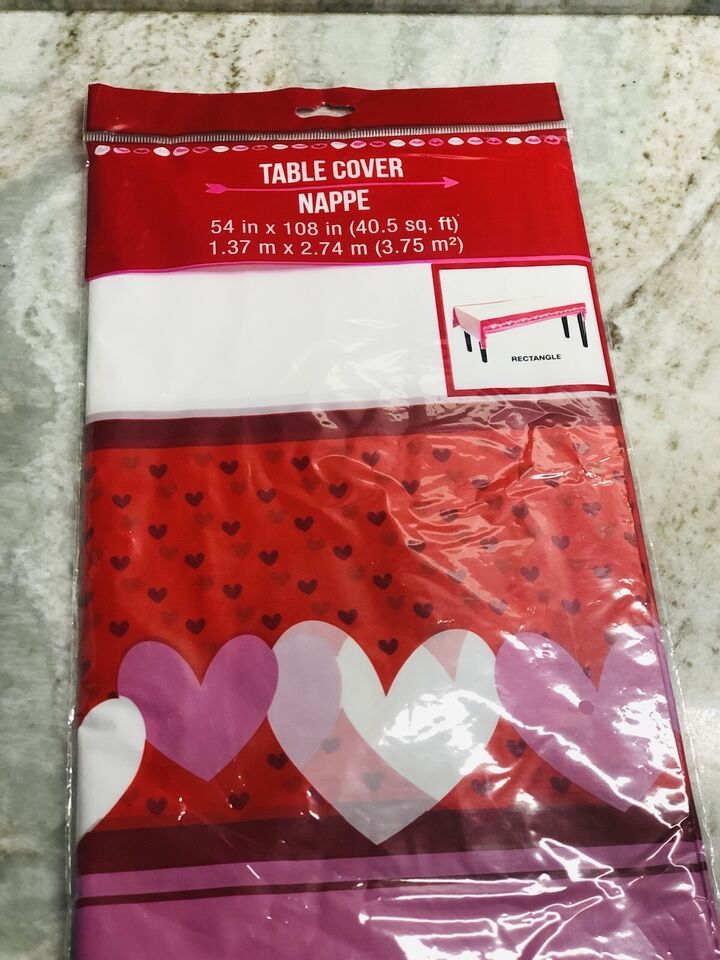 TABLE COVER
NAPPE
54 in x 108 in (40.5 sq. ft)
1.37 m x 2.74 m (3.75 m²)
RECTANGLE